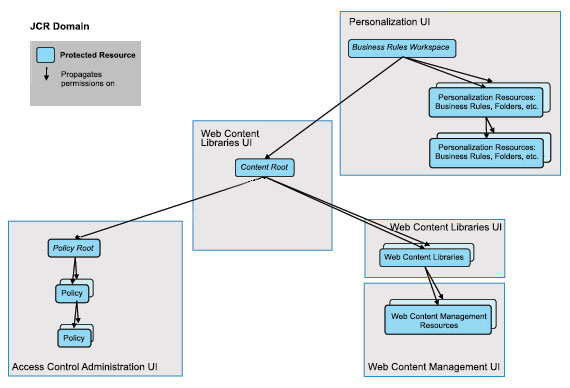 JCR Domain
Protected Resource
Propagates
permissions on
Personalization UI
Business Rules Workspace
Personalization Resources:
Business Rules, Folders, etc.
Personalization Resources:
Business Rules, Folders, etc.
Web Content
Libraries UI
Content Root
Policy Root
Policy
Policy
Access Control Administration UI
Web Content Libraries UI
Web Content Libraries
Web Content Management
Resources
Web Content Management UI